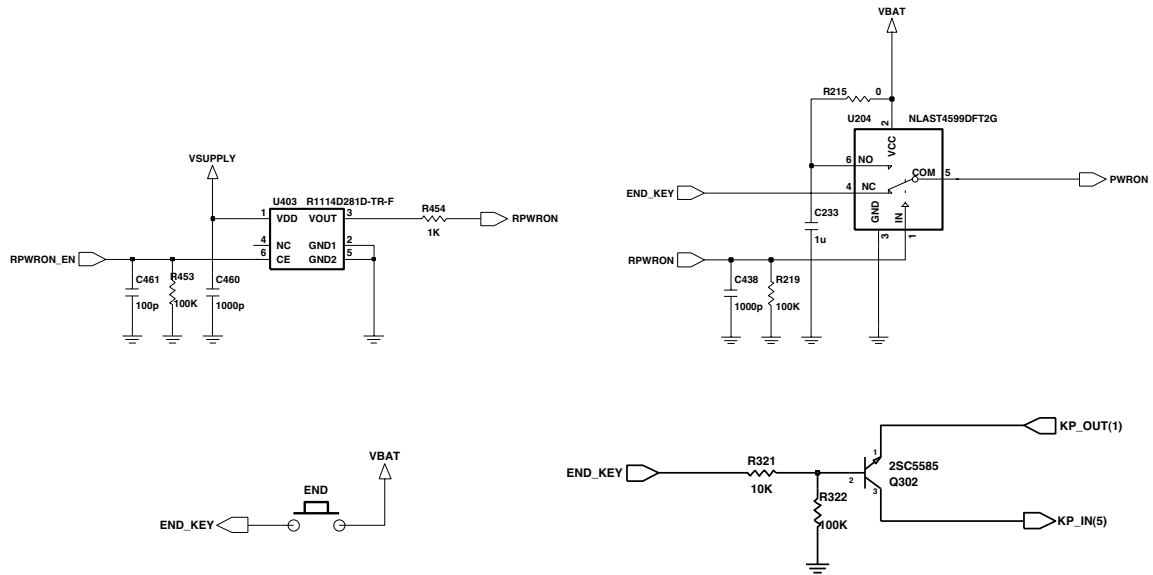 VSUPPLY
U403 R1114D281D-TR-F
1 VDD VOUT 3
4 NC GND1 2
6 CE GND2 5
R454
1K
RPWRON
RPWRON_EN
C461
100p
R453
100K
C460
1000p
VBAT
R215 0
U204 NLAST4599DFT2G
2
VCC
6 NO
COM 5
PWRON
END_KEY
4 NC
GND
IN
3
1
C233
1u
RPWRON
C438
1000p
R219
100K
VBAT
END
END_KEY
KP_OUT(1)
END_KEY
R321
10K
R322
100K
1
2
3
2SC5585
Q302
KP_IN(5)